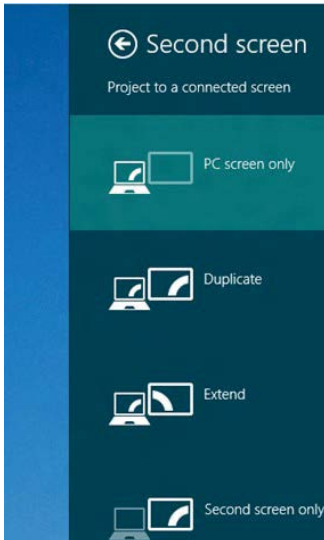 Second screen
Project to a connected screen
PC screen only
Duplicate
Extend
Second screen only